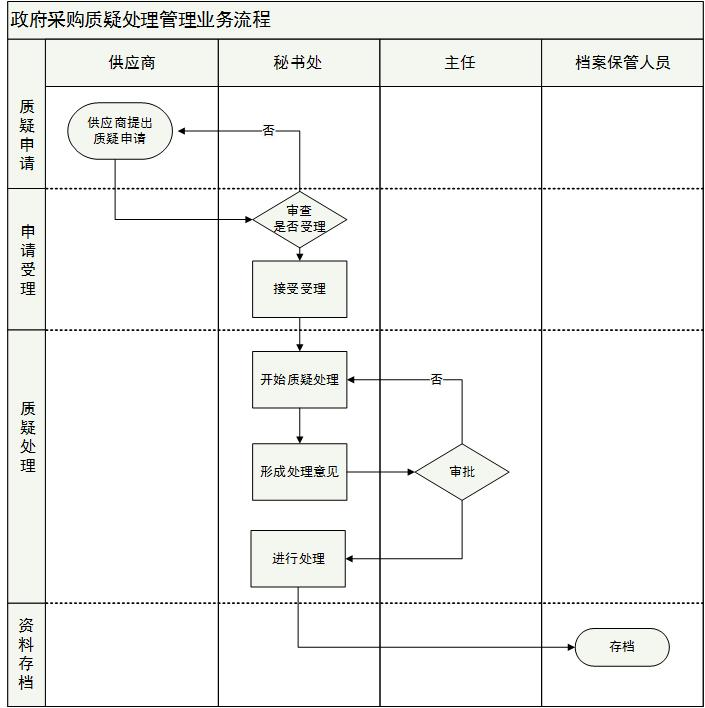 政府采购质疑处理管理业务流程
供应商
秘书处
主任
档案保管人员
质疑申请
供应商提出
质疑申请
否
申请受理
审查
是否受理
接受受理
质疑处理
开始质疑处理
否
形成处理意见
审批
进行处理
资料存档
存档